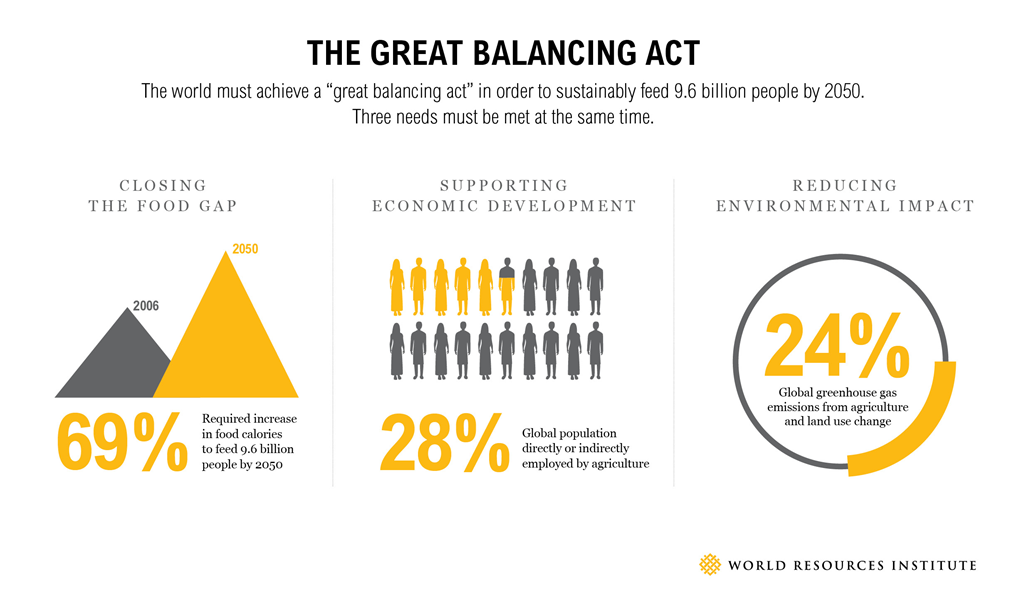 THE GREAT BALANCING ACT
The world must achieve a “great balancing act” in order to sustainably feed 9.6 billion people by 2050.
Three needs must be met at the same time.
CLOSING
THE FOOD GAP
2050
2006
69%
Required increase
in food calories
to feed 9.6 billion
people by 2050
SUPPORTING
ECONOMIC DEVELOPMENT
28%
Global population
directly or indirectly
employed by agriculture
REDUCING
ENVIRONMENTAL IMPACT
24%
Global greenhouse gas
emissions from agriculture
and land use change
WORLD RESOURCES INSTITUTE